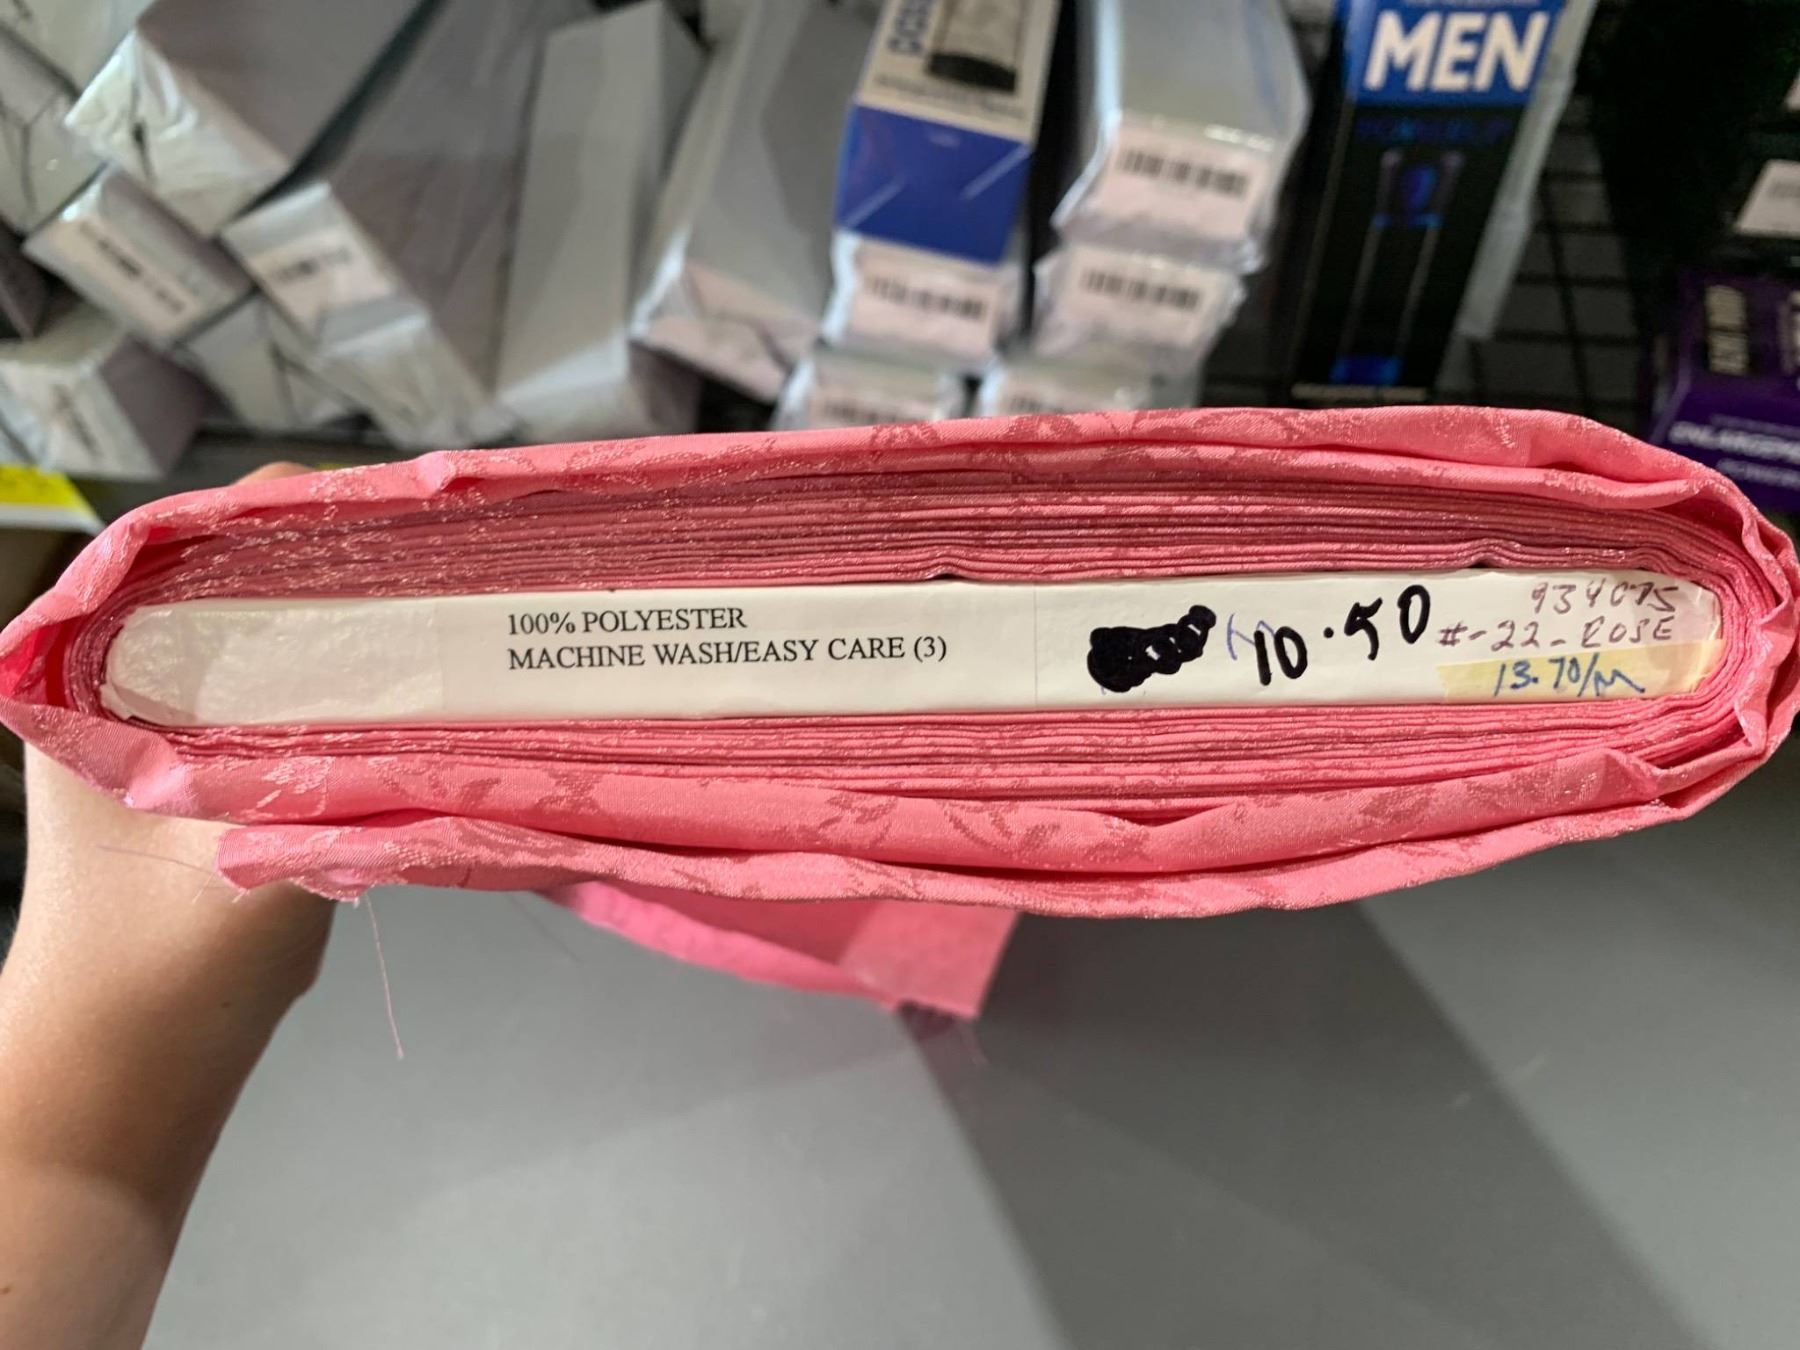 MEN
100% POLYESTER
MACHINE WASH/EASY CARE (3)
10.50
934075
#-22-ROSE
13.70/M